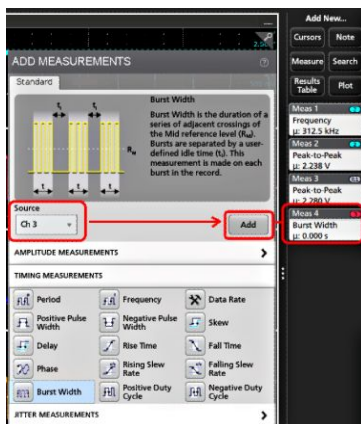 Add New...
Cursors
Note
Measure
Search
Results Table
Plot
ADD MEASUREMENTS
Standard
Burst Width
Burst Width is the duration of a
series of adjacent crossings of
the Mid reference level (RM).
Bursts are separated by a user-
defined idle time (tI). This
measurement is made on each
burst in the record.
Source
Ch 3
Add
AMPLITUDE MEASUREMENTS
TIMING MEASUREMENTS
Period
Frequency
Data Rate
Positive Pulse Width
Negative Pulse Width
Skew
Delay
Rise Time
Fall Time
Phase
Rising Slew Rate
Falling Slew Rate
Burst Width
Positive Duty Cycle
Negative Duty Cycle
JITTER MEASUREMENTS
Meas 1
Frequency
µ: 312.5 kHz
Meas 2
Peak-to-Peak
µ: 2.238 V
Meas 3
Peak-to-Peak
µ: 2.280 V
Meas 4
Burst Width
µ: 0.000 s